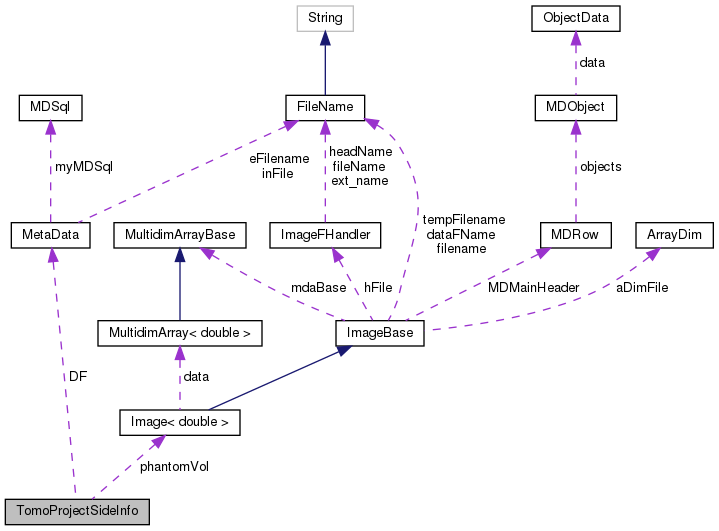 String
ObjectData
data
MDSql
FileName
MDObject
myMDSql
eFilename
inFile
headName
fileName
ext_name
objects
tempFilename
dataFName
filename
MetaData
MultidimArrayBase
ImageFHandler
MDRow
ArrayDim
mdaBase
hFile
MDMainHeader
aDimFile
MultidimArray< double >
ImageBase
DF
data
Image< double >
phantomVol
TomoProjectSideInfo